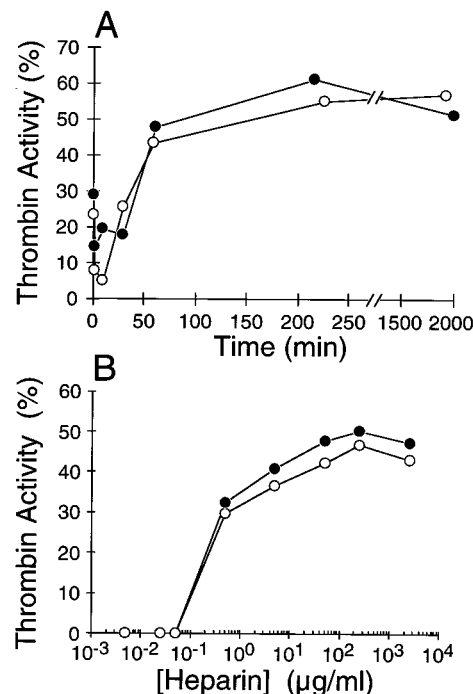 A
Thrombin Activity (%)
70
60
50
40
30
20
10
0
0 50 100 150 200 250 1500 2000
Time (min)
B
Thrombin Activity (%)
60
50
40
30
20
10
0
10-3 10-2 10-1 100 101 102 103 104
[Heparin] (µg/ml)